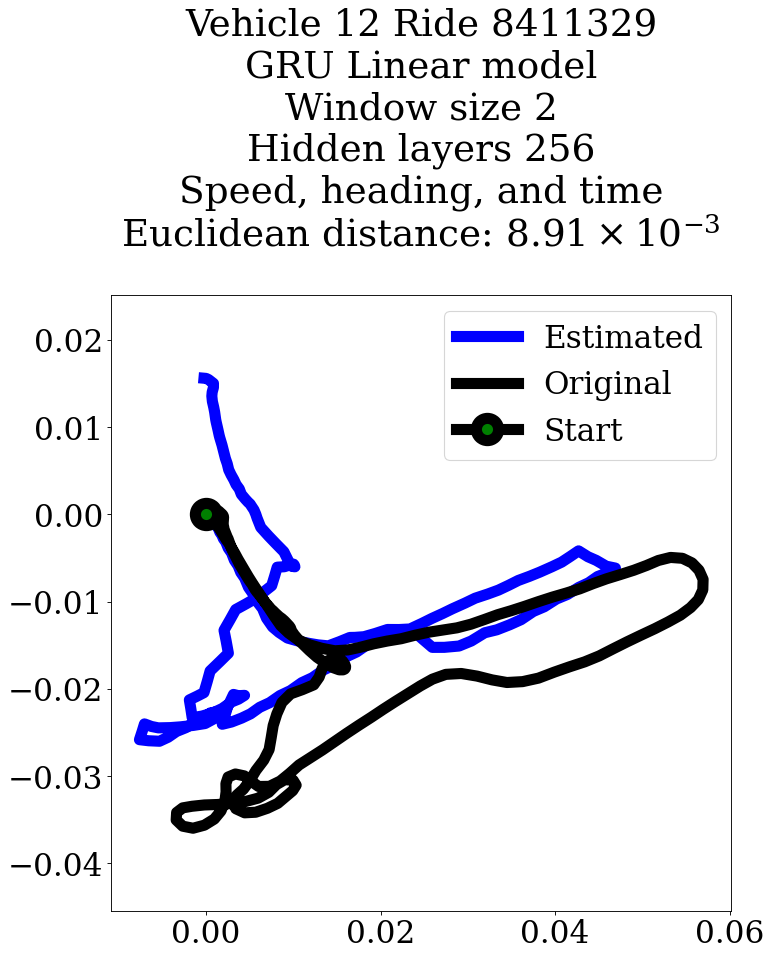 Vehicle 12 Ride 8411329
GRU Linear model
Window size 2
Hidden layers 256
Speed, heading, and time
Euclidean distance: 8.91 × 10⁻³
Estimated
Original
Start
0.02
0.01
0.00
−0.01
−0.02
−0.03
−0.04
0.00 0.02 0.04 0.06